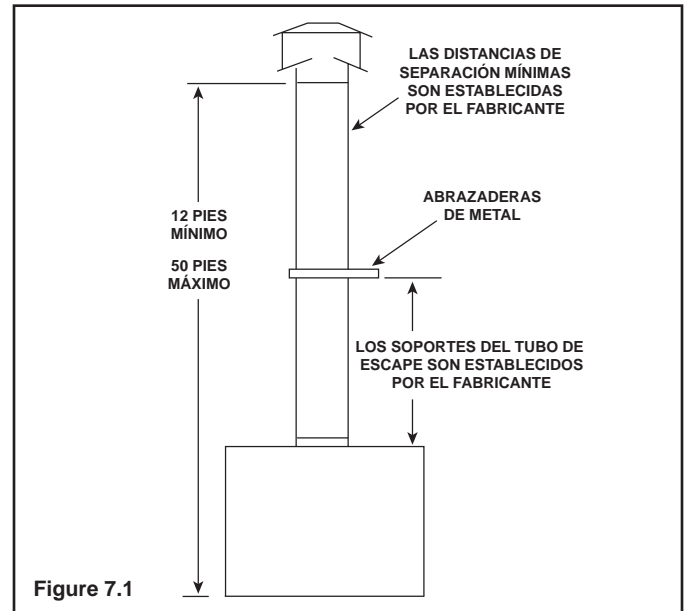 LAS DISTANCIAS DE
SEPARACIÓN MÍNIMAS
SON ESTABLECIDAS
POR EL FABRICANTE
ABRAZADERAS
DE METAL
12 PIES
MÍNIMO
50 PIES
MÁXIMO
LOS SOPORTES DEL TUBO DE
ESCAPE SON ESTABLECIDOS
POR EL FABRICANTE
Figure 7.1